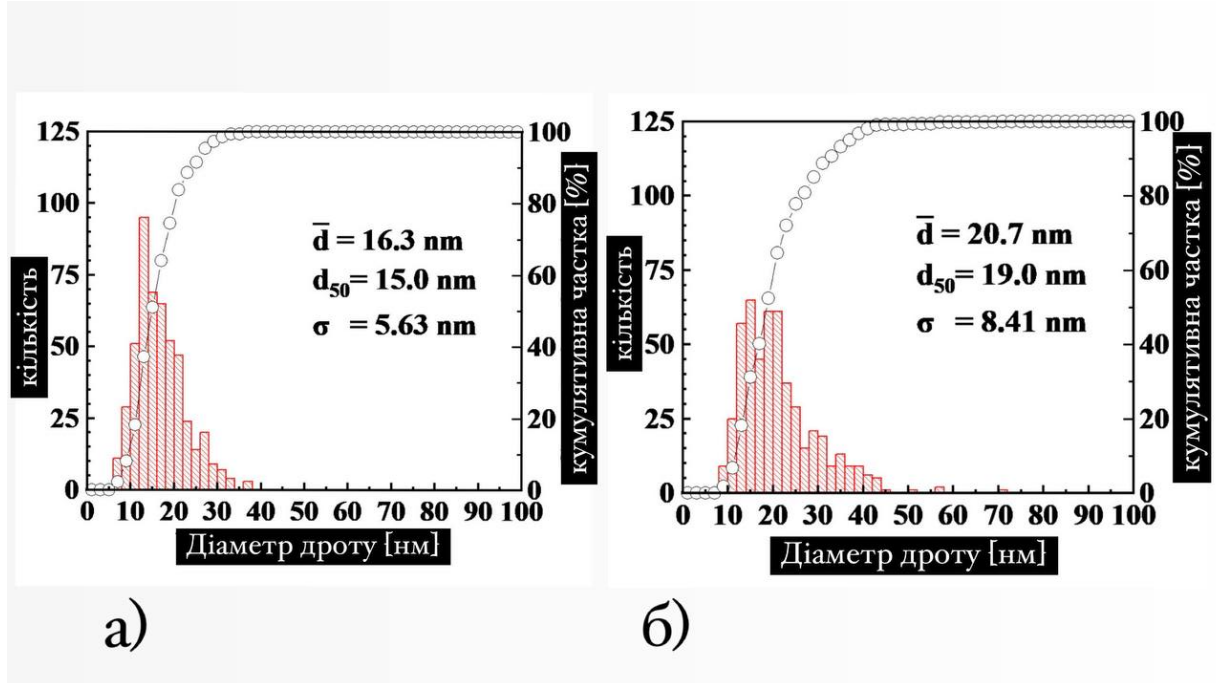 125
100
75
50
25
0
кількість
100
80
60
40
20
0
кумулятивна частка [%]
d̅ = 16.3 nm
d₅₀= 15.0 nm
σ = 5.63 nm
0 10 20 30 40 50 60 70 80 90 100
Діаметр дроту [нм]
а)
125
100
75
50
25
0
кількість
100
80
60
40
20
0
кумулятивна частка [%]
d̅ = 20.7 nm
d₅₀= 19.0 nm
σ = 8.41 nm
0 10 20 30 40 50 60 70 80 90 100
Діаметр дроту [нм]
б)